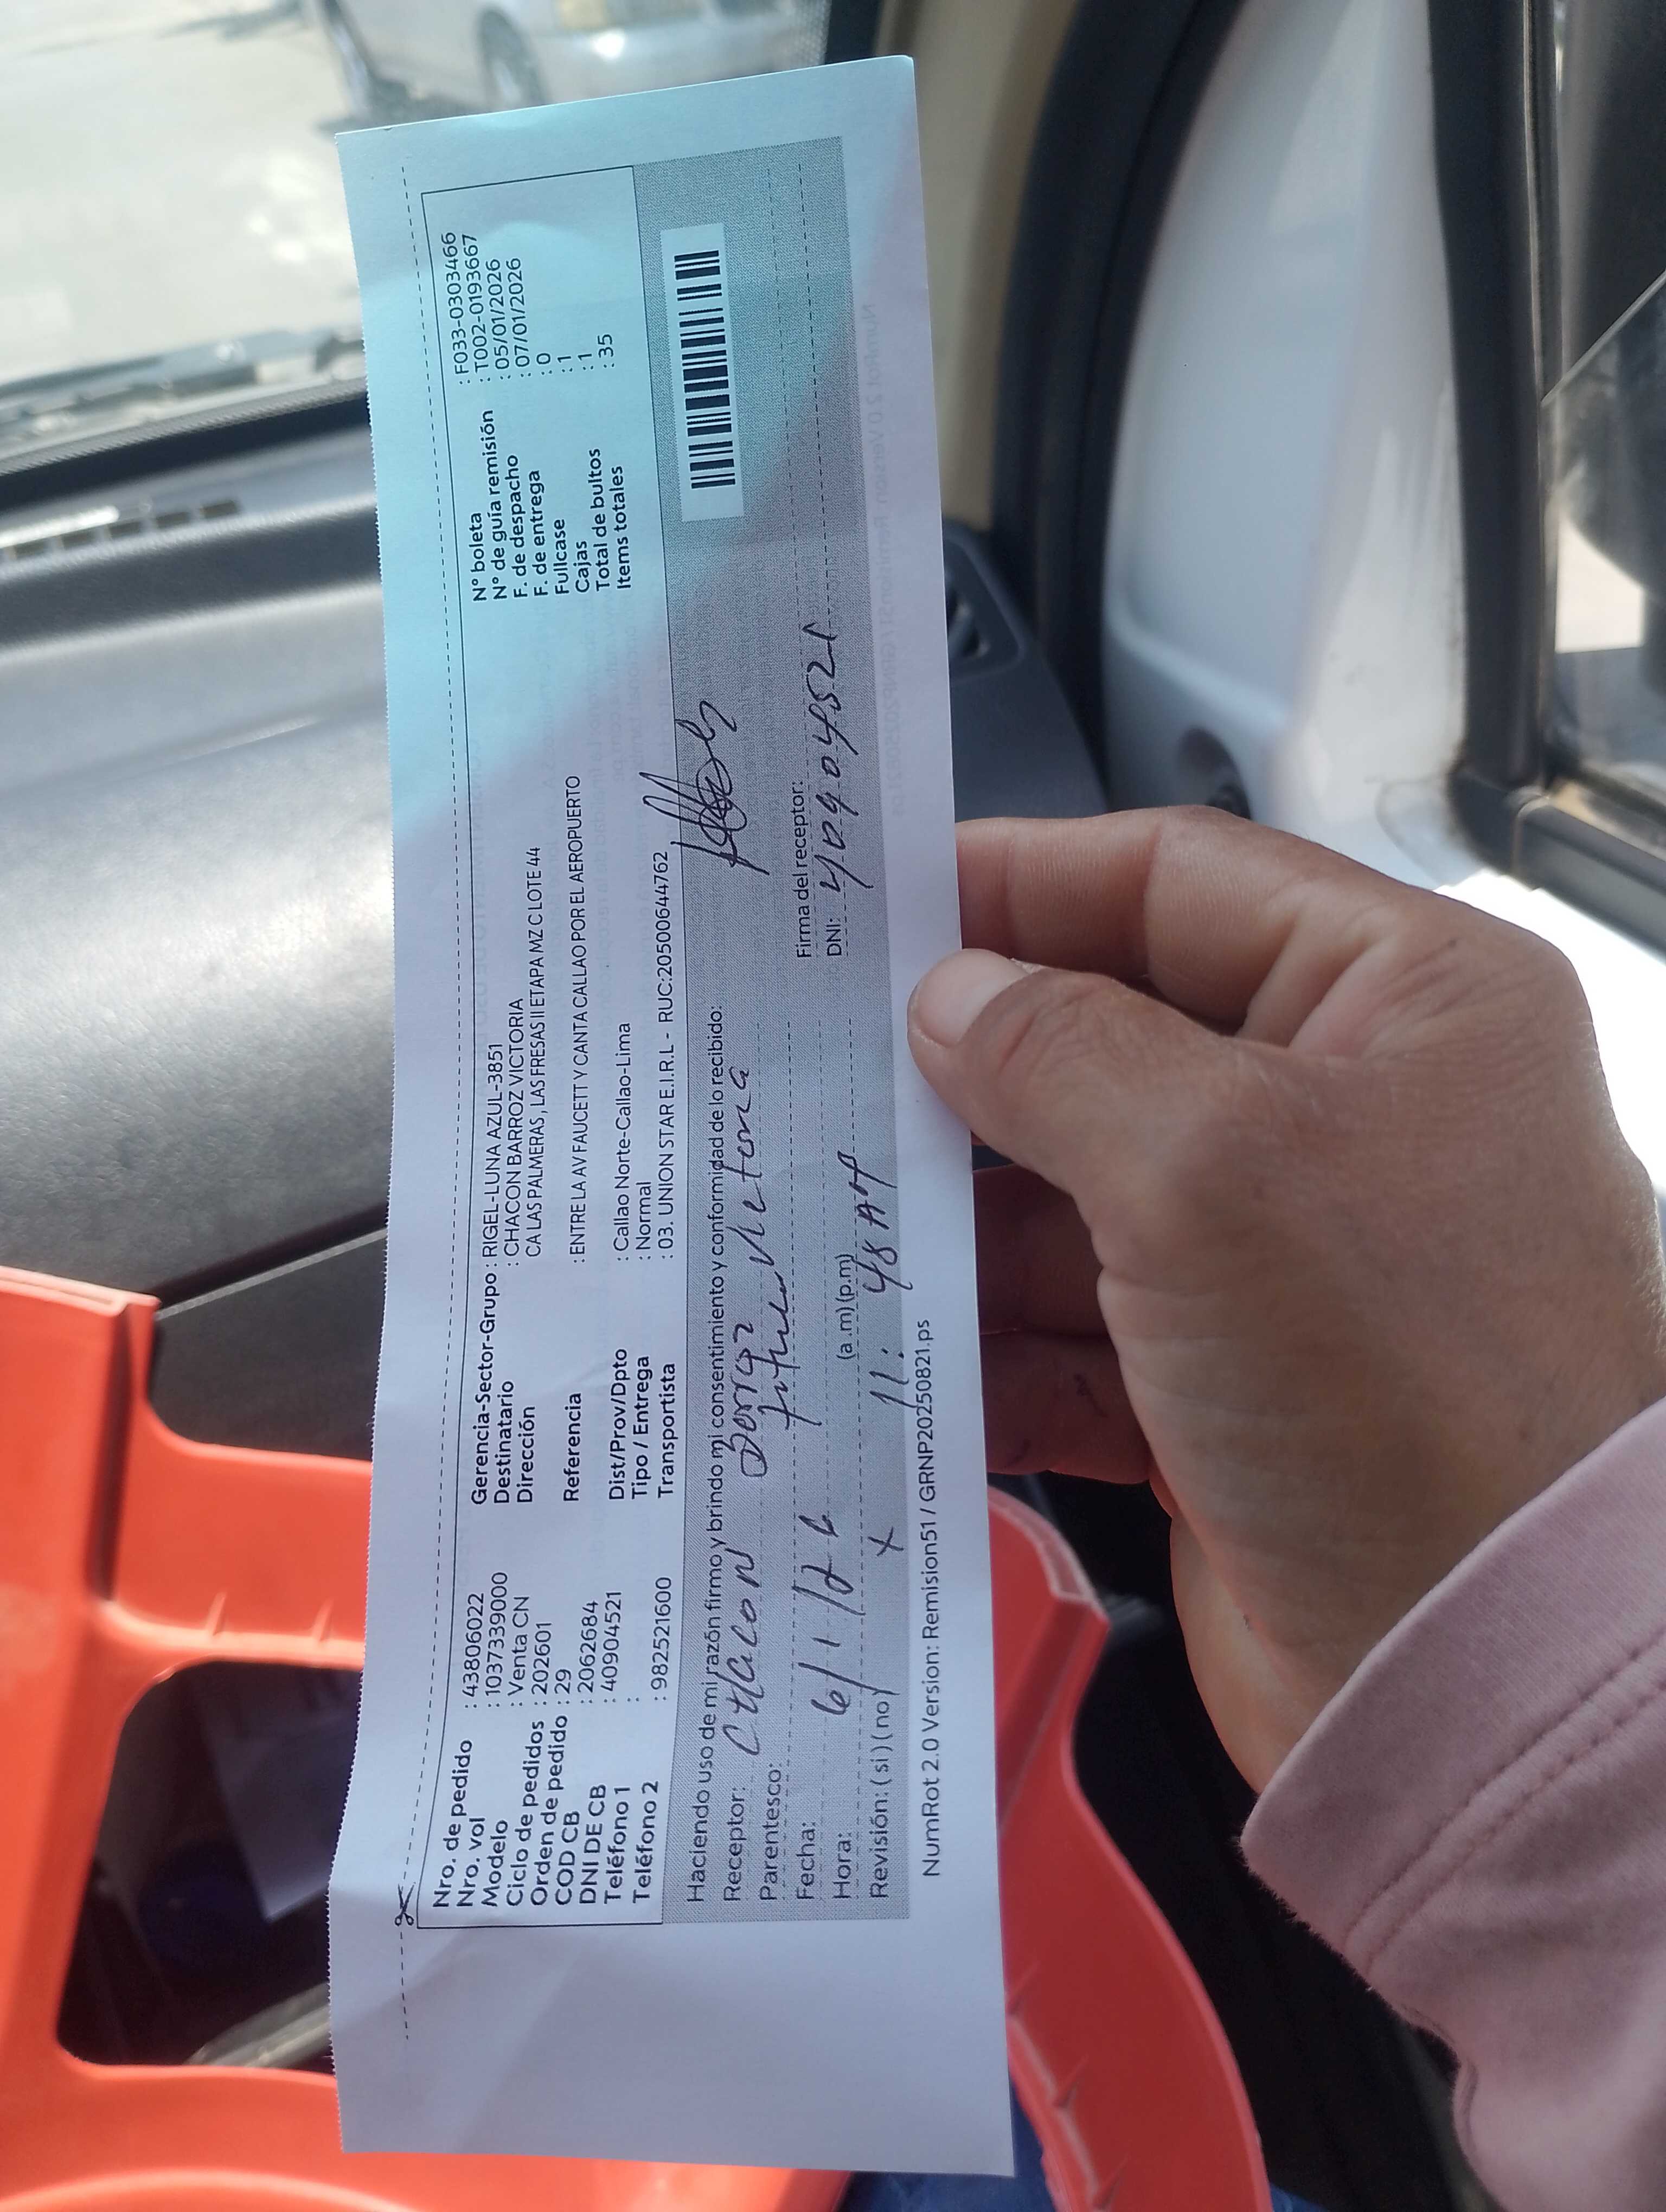 Nro. de pedido : 43806022
Nro. vol : 1037339000
Modelo : Venta CN
Ciclo de pedidos : 202601
Orden de pedido : 29
COD CB : 2062684
DNI DE CB : 40904521
Teléfono 1 :
Teléfono 2 : 982521600
Gerencia-Sector-Grupo : RIGEL-LUNA AZUL-3851
Destinatario : CHACON BARROZ VICTORIA
Dirección CA LAS PALMERAS, LAS FRESAS II ETAPA MZ C LOTE 44
Referencia : ENTRE LA AV FAUCETT Y CANTA CALLAO POR EL AEROPUERTO
Dist/Prov/Dpto : Callao Norte-Callao-Lima
Tipo / Entrega : Normal
Transportista : 03. UNION STAR E.I.R.L - RUC:20500644762
N° boleta : F033-0303466
N° de guía remisión : T002-0193667
F. de despacho : 05/01/2026
F. de entrega : 07/01/2026
Fullcase : 0
Cajas : 1
Total de bultos : 1
Items totales : 35
Haciendo uso de mi razón firmo y brindo mi consentimiento y conformidad de lo recibido:
Receptor: CHACON Barroz Victoria
Parentesco:
Fecha: 6/1/26
Hora: (a.m) (p.m) 11:48 AM
Revisión: (si) (no) X
Firma del receptor:
DNI: 40904521
NumRot 2.0 Version: Remision51 / GRNP20250821.ps